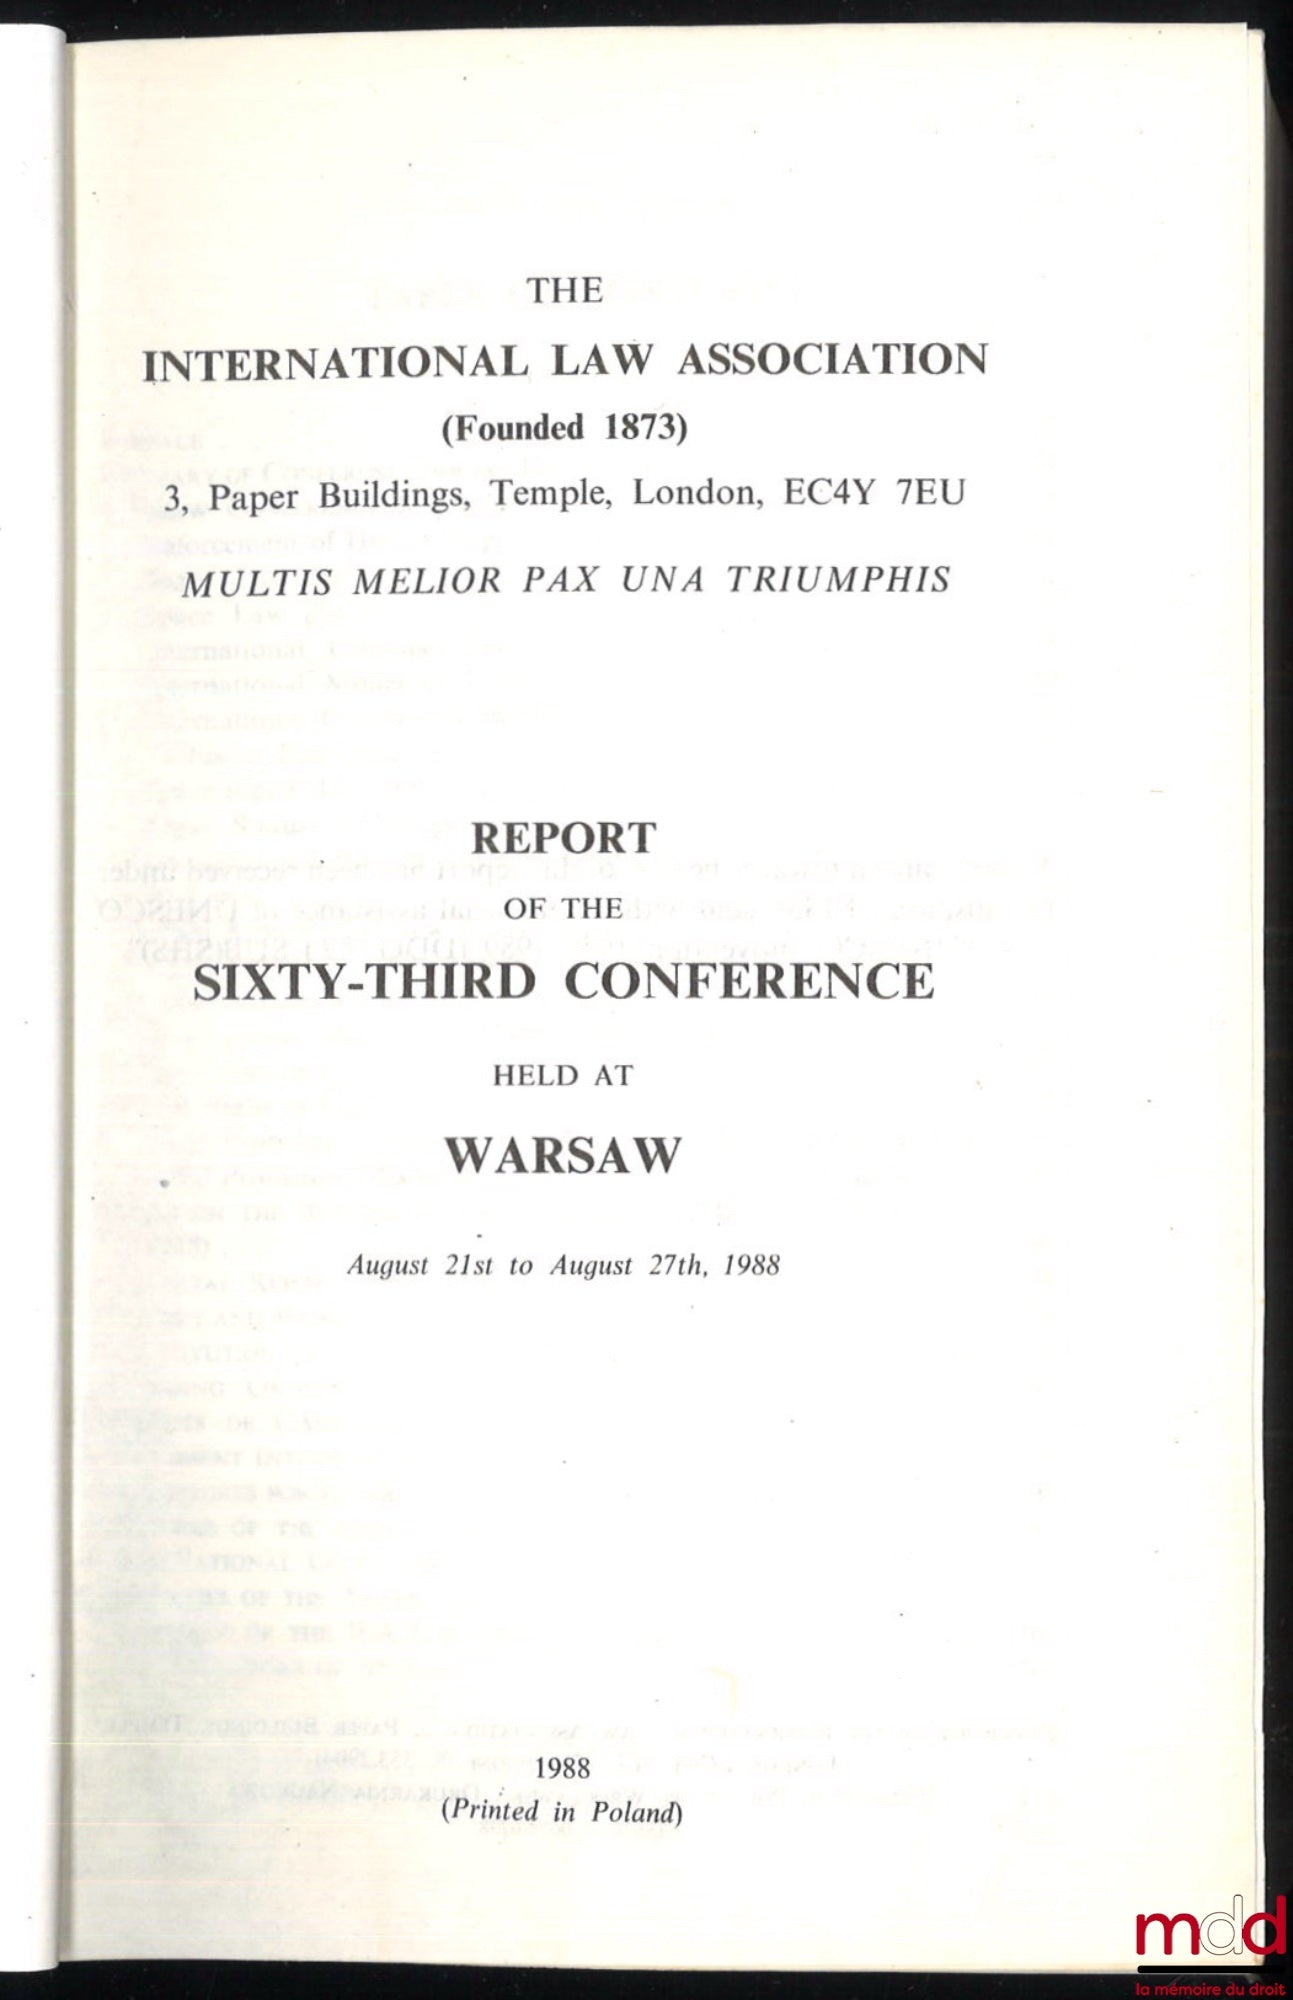 THE
INTERNATIONAL LAW ASSOCIATION
(Founded 1873)
3, Paper Buildings, Temple, London, EC4Y 7EU
MULTIS MELIOR PAX UNA TRIUMPHIS
REPORT
OF THE
SIXTY-THIRD CONFERENCE
HELD AT
WARSAW
August 21st to August 27th, 1988
1988
(Printed in Poland)
mdd
la mémoire du droit